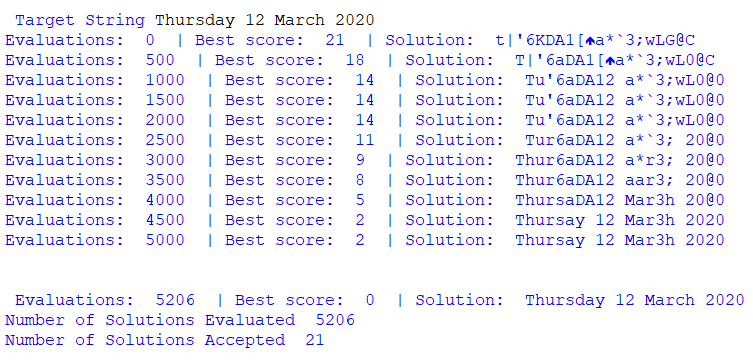 Target String Thursday 12 March 2020
Evaluations: 0 | Best score: 21 | Solution: t|'6KDA1[♠a*`3;wLG@C
Evaluations: 500 | Best score: 18 | Solution: T|'6aDA1[♠a*`3;wL0@C
Evaluations: 1000 | Best score: 14 | Solution: Tu'6aDA12 a*`3;wL0@0
Evaluations: 1500 | Best score: 14 | Solution: Tu'6aDA12 a*`3;wL0@0
Evaluations: 2000 | Best score: 14 | Solution: Tu'6aDA12 a*`3;wL0@0
Evaluations: 2500 | Best score: 11 | Solution: Tur6aDA12 a*`3; 20@0
Evaluations: 3000 | Best score: 9 | Solution: Thur6aDA12 a*r3; 20@0
Evaluations: 3500 | Best score: 8 | Solution: Thur6aDA12 aar3; 20@0
Evaluations: 4000 | Best score: 5 | Solution: ThursaDA12 Mar3h 20@0
Evaluations: 4500 | Best score: 2 | Solution: Thursay 12 Mar3h 2020
Evaluations: 5000 | Best score: 2 | Solution: Thursay 12 Mar3h 2020
Evaluations: 5206 | Best score: 0 | Solution: Thursday 12 March 2020
Number of Solutions Evaluated 5206
Number of Solutions Accepted 21